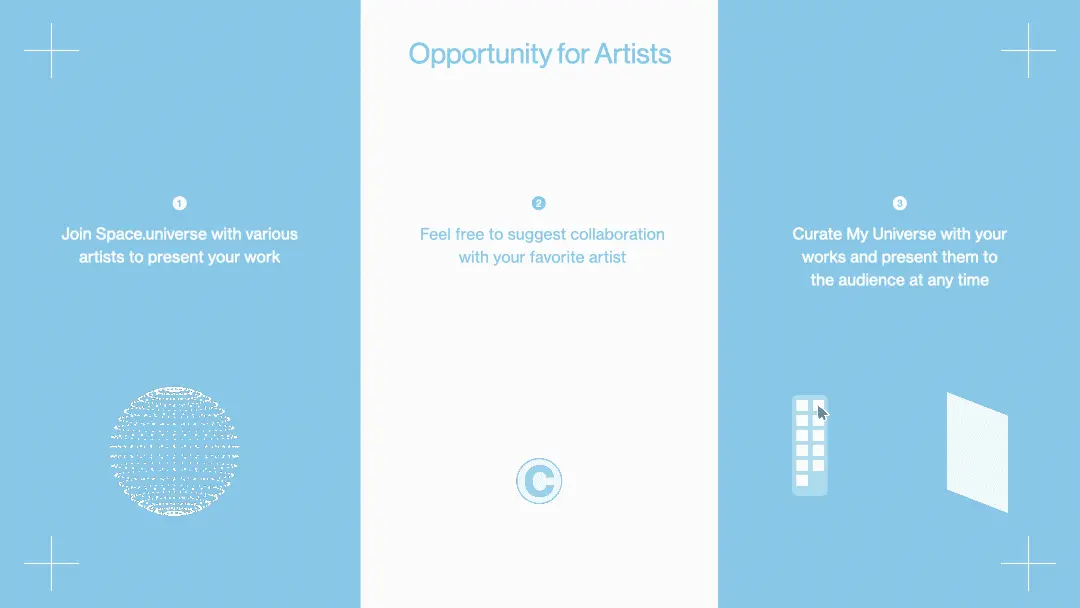 Opportunity for Artists
1
Join Space.universe with various
artists to present your work
2
Feel free to suggest collaboration
with your favorite artist
3
Curate My Universe with your
works and present them to
the audience at any time
C